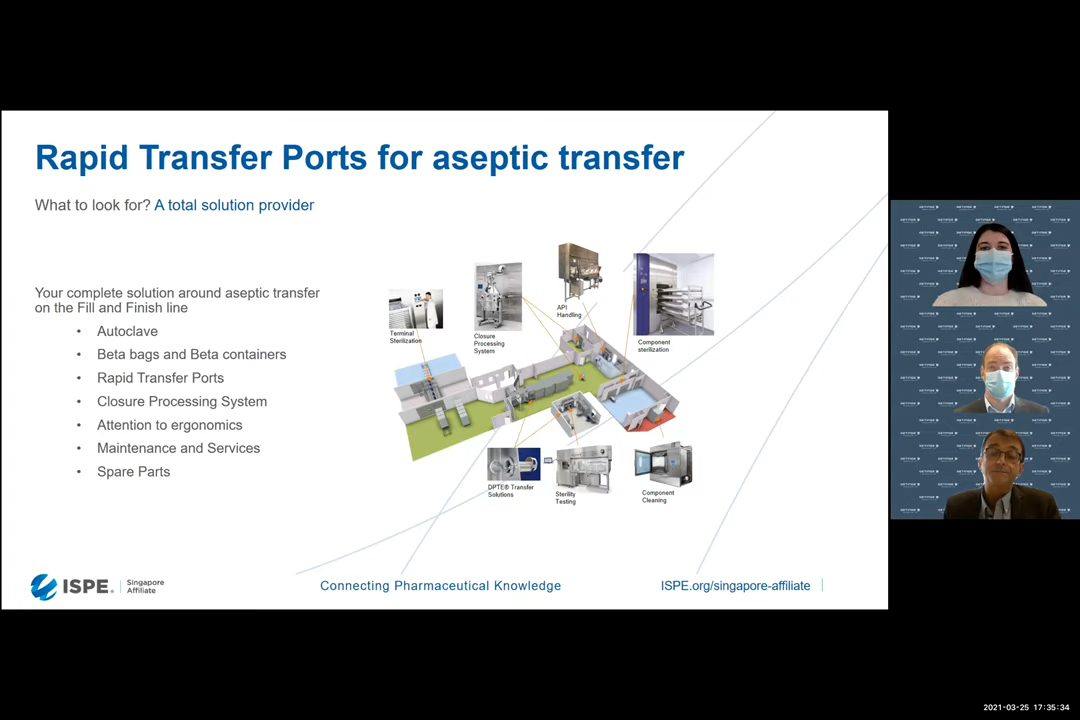 Rapid Transfer Ports for aseptic transfer
What to look for? A total solution provider
Your complete solution around aseptic transfer
on the Fill and Finish line
• Autoclave
• Beta bags and Beta containers
• Rapid Transfer Ports
• Closure Processing System
• Attention to ergonomics
• Maintenance and Services
• Spare Parts
Terminal
Sterilization
Closure
Processing
System
API
Handling
Component
sterilization
DPTE® Transfer
Solutions
Sterility
Testing
Component
Cleaning
ISPE®
Singapore
Affiliate
Connecting Pharmaceutical Knowledge
ISPE.org/singapore-affiliate
2021-03-25 17:35:34